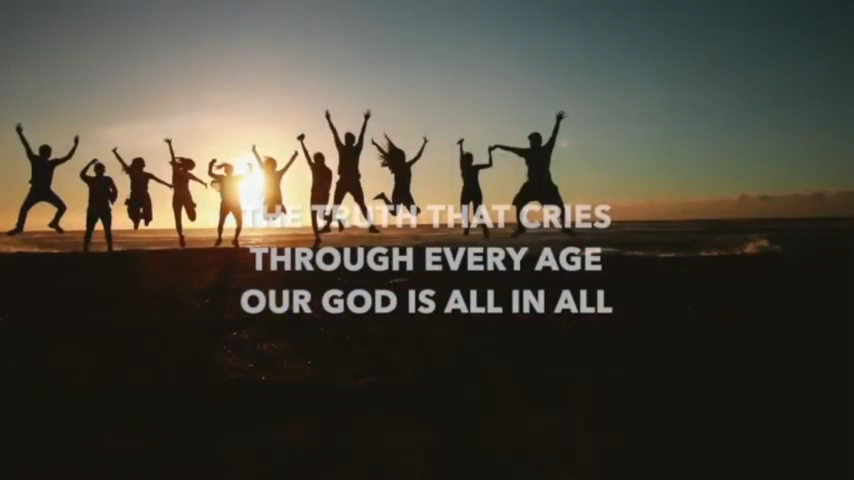 THE TRUTH THAT CRIES
THROUGH EVERY AGE
OUR GOD IS ALL IN ALL